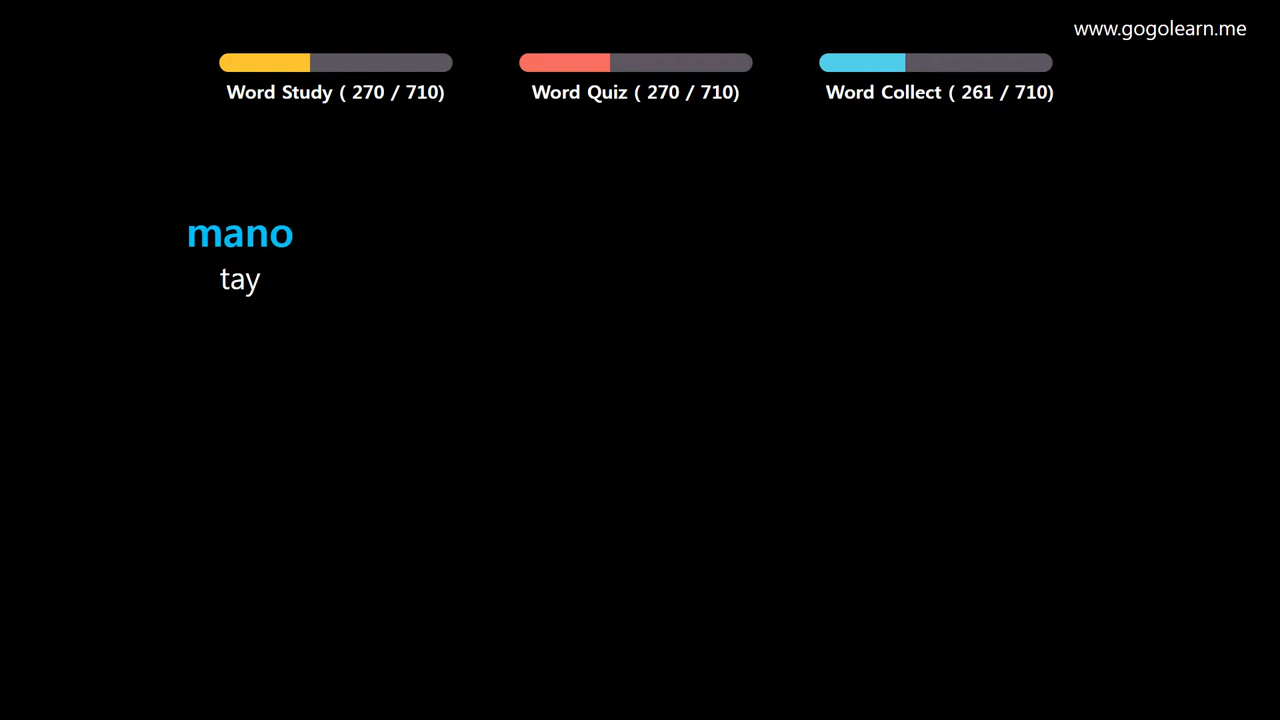 www.gogolearn.me
Word Study ( 270 / 710)
Word Quiz ( 270 / 710)
Word Collect ( 261 / 710)
mano
tay